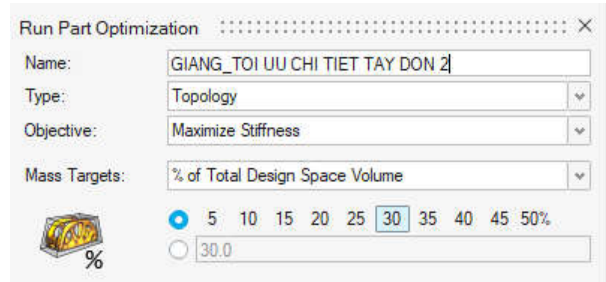 Run Part Optimization
Name: GIANG_TOI UU CHI TIET TAY DON 2
Type: Topology
Objective: Maximize Stiffness
Mass Targets: % of Total Design Space Volume
5 10 15 20 25 30 35 40 45 50%
30.0
%